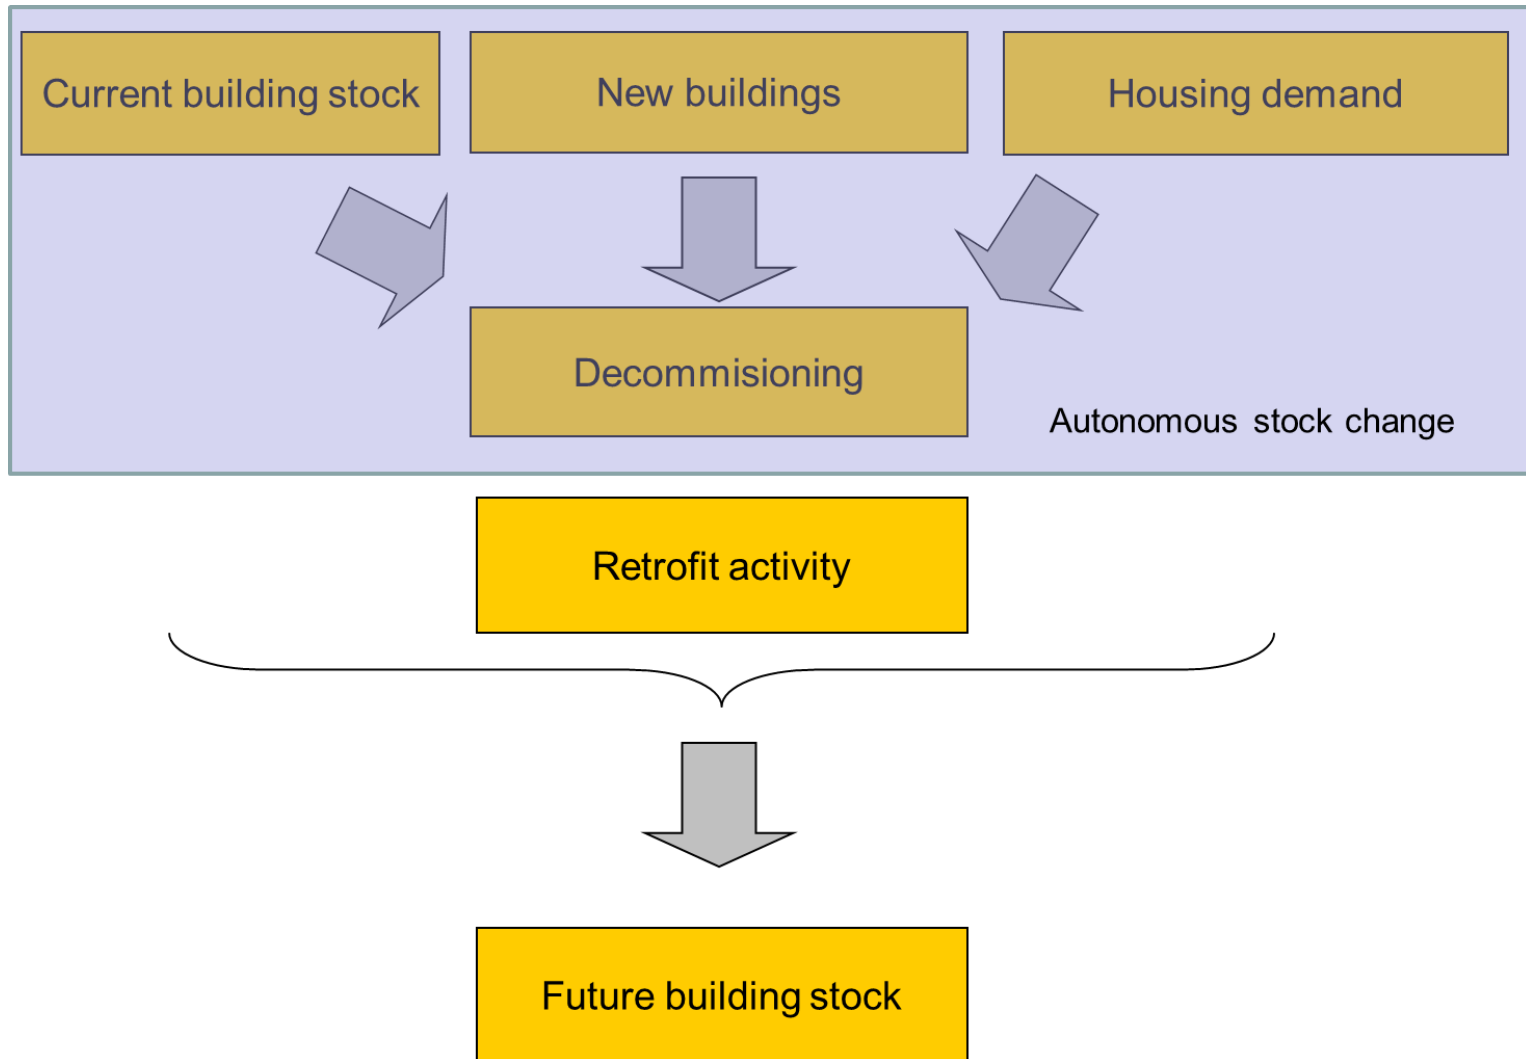 Current building stock
New buildings
Housing demand
Decommisioning
Autonomous stock change
Retrofit activity
Future building stock